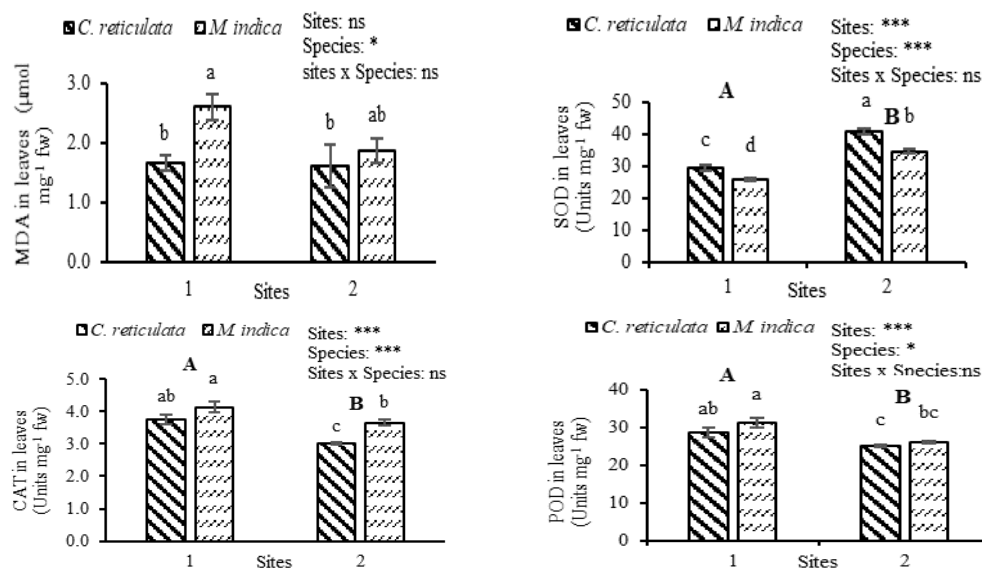 C. reticulata M. indica
Sites: ns
Species: *
sites x Species: ns
MDA in leaves (µmol
mg⁻¹ fw)
3.0
2.0
1.0
0.0
b a b ab
1 Sites 2
C. reticulata M. indica
Sites: ***
Species: ***
Sites x Species: ns
SOD in leaves
(Units mg⁻¹ fw)
50
40
30
20
10
0
A B
c d a b
1 2
Sites
C. reticulata M. indica
Sites: ***
Species: ***
Sites x Species: ns
CAT in leaves
(Units mg⁻¹ fw)
5.0
4.0
3.0
2.0
1.0
0.0
A B
ab a c b
1 Sites 2
C. reticulata M. indica
Sites: ***
Species: *
Sites x Species:ns
POD in leaves
(Units mg⁻¹ fw)
40
30
20
10
0
A B
ab a c bc
1 Sites 2